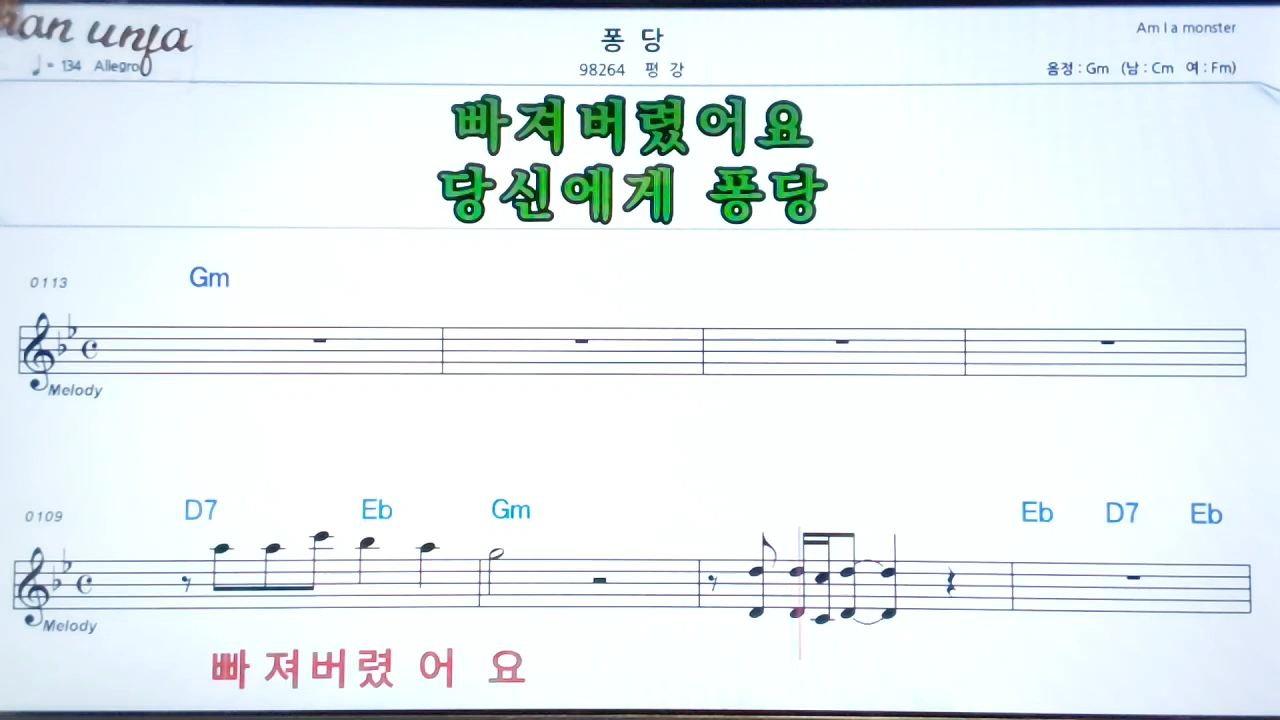 an unja
♩= 134 Allegro
퐁 당
98264 평 강
Am I a monster
음정 : Gm (남 : Cm 여 : Fm)
빠져버렸어요
당신에게 퐁당
0113
Gm
Melody
0109
D7 Eb Gm Eb D7 Eb
Melody
빠 져버렸 어 요